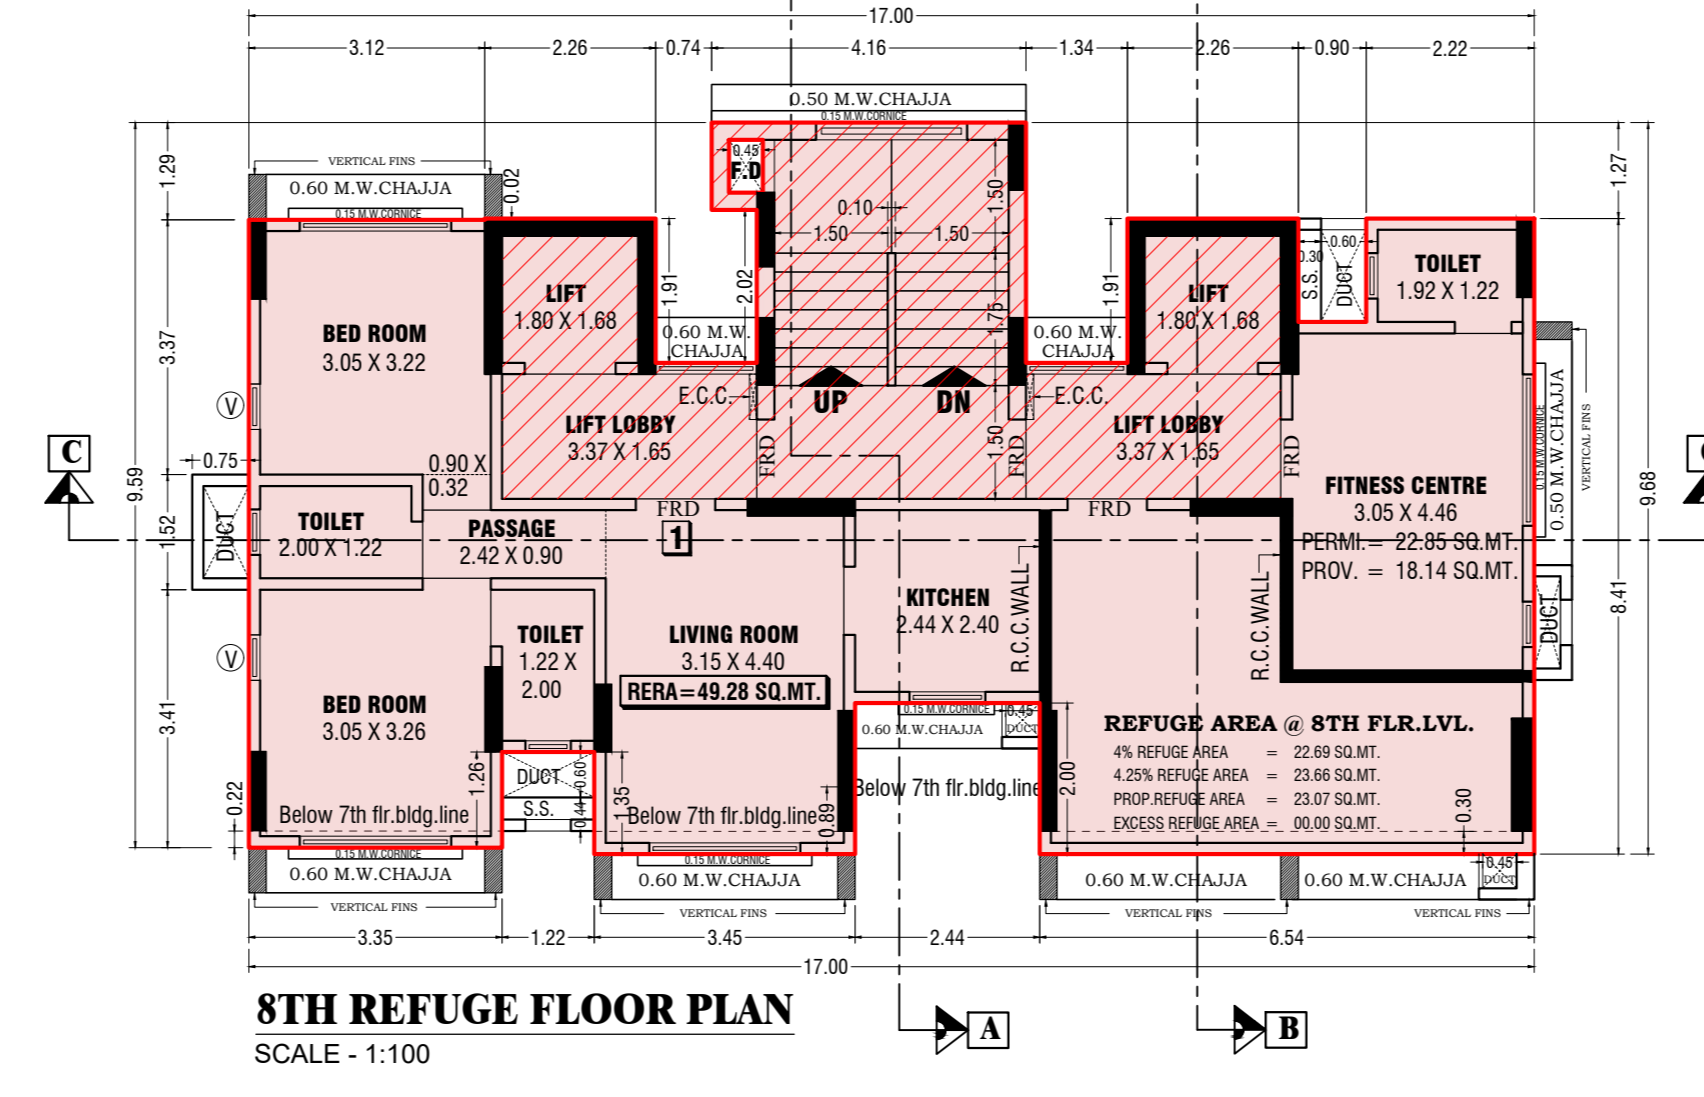 17.00
3.12 2.26 0.74 4.16 1.34 2.26 0.90 2.22
0.50 M.W.CHAJJA
0.15 M.W.CORNICE
VERTICAL FINS
0.60 M.W.CHAJJA
0.15 M.W.CORNICE
0.02
1.29
0.45
F.D
1.50
0.10
1.50 1.50
1.27
0.60
0.30
S.S.
DUCT
TOILET
1.92 X 1.22
LIFT
1.80 X 1.68
1.91
2.02
1.75
1.91
LIFT
1.80 X 1.68
BED ROOM
3.05 X 3.22
3.37
0.60 M.W.
CHAJJA
0.60 M.W.
CHAJJA
E.C.C.
UP
DN
E.C.C.
V
LIFT LOBBY
3.37 X 1.65
FRD
1.50
FRD
LIFT LOBBY
3.37 X 1.65
FRD
0.15 M.W.CORNICE
0.50 M.W.CHAJJA
VERTICAL FINS
C
0.75
9.59
0.90 X
0.32
FITNESS CENTRE
3.05 X 4.46
PERMI.= 22.85 SQ.MT.
PROV. = 18.14 SQ.MT.
9.68
DUCT
1.52
TOILET
2.00 X 1.22
PASSAGE
2.42 X 0.90
FRD
1
FRD
R.C.C.WALL
R.C.C.WALL
KITCHEN
2.44 X 2.40
8.41
DUCT
V
TOILET
1.22 X
2.00
LIVING ROOM
3.15 X 4.40
RERA=49.28 SQ.MT.
BED ROOM
3.05 X 3.26
3.41
0.15 M.W.CORNICE
0.45
0.60 M.W.CHAJJA
DUCT
REFUGE AREA @ 8TH FLR.LVL.
4% REFUGE AREA = 22.69 SQ.MT.
4.25% REFUGE AREA = 23.66 SQ.MT.
PROP.REFUGE AREA = 23.07 SQ.MT.
EXCESS REFUGE AREA = 00.00 SQ.MT.
2.00
0.30
1.26
DUCT
0.60
S.S.
0.44
1.35
0.89
0.22
Below 7th flr.bldg.line
Below 7th flr.bldg.line
Below 7th flr.bldg.line
0.15 M.W.CORNICE
0.60 M.W.CHAJJA
VERTICAL FINS
0.15 M.W.CORNICE
0.60 M.W.CHAJJA
VERTICAL FINS
0.60 M.W.CHAJJA
0.60 M.W.CHAJJA
0.45
DUCT
VERTICAL FINS
VERTICAL FINS
3.35 1.22 3.45 2.44 6.54
17.00
8TH REFUGE FLOOR PLAN
SCALE - 1:100
A
B